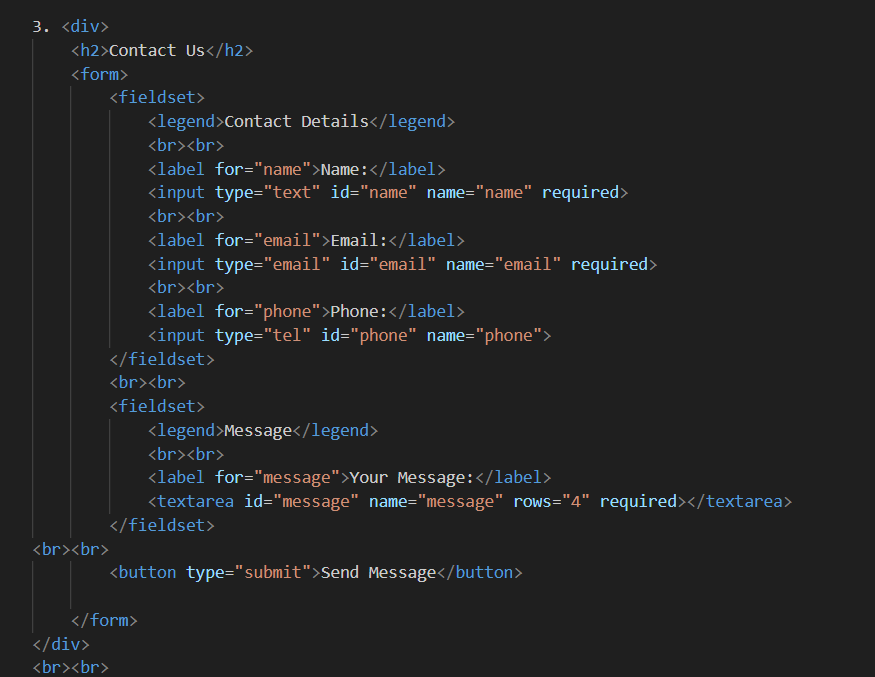 3. <div>
<h2>Contact Us</h2>
<form>
<fieldset>
<legend>Contact Details</legend>
<br><br>
<label for="name">Name:</label>
<input type="text" id="name" name="name" required>
<br><br>
<label for="email">Email:</label>
<input type="email" id="email" name="email" required>
<br><br>
<label for="phone">Phone:</label>
<input type="tel" id="phone" name="phone">
</fieldset>
<br><br>
<fieldset>
<legend>Message</legend>
<br><br>
<label for="message">Your Message:</label>
<textarea id="message" name="message" rows="4" required></textarea>
</fieldset>
<br><br>
<button type="submit">Send Message</button>
</form>
</div>
<br><br>